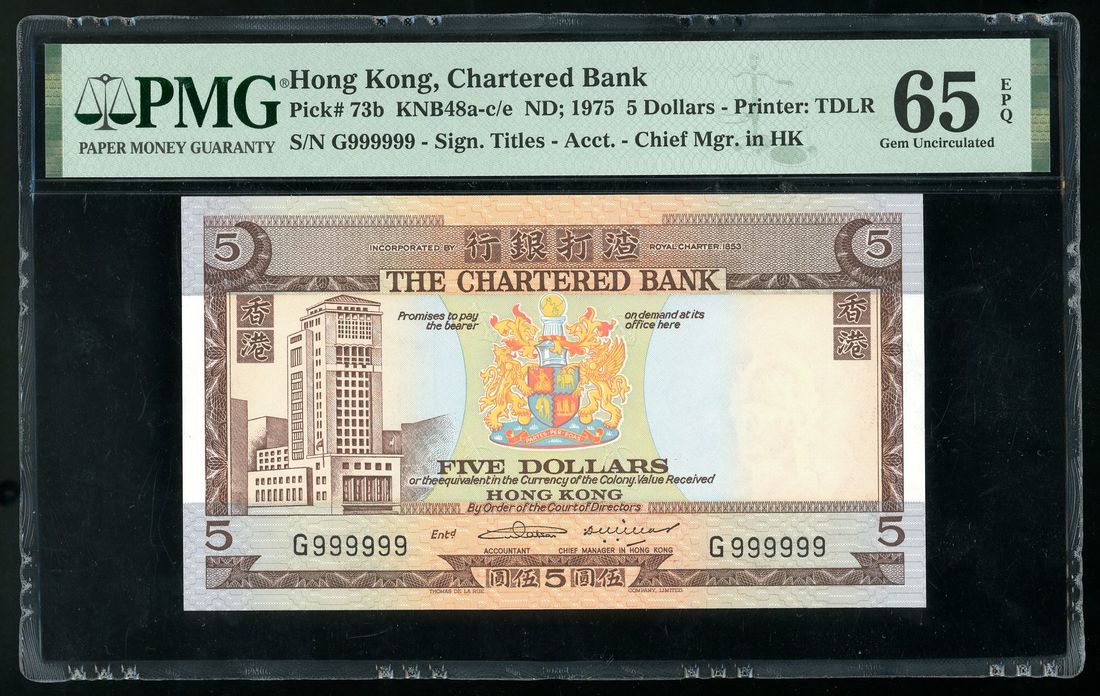 PMG®
PAPER MONEY GUARANTY
Hong Kong, Chartered Bank
Pick# 73b KNB48a-c/e ND; 1975 5 Dollars - Printer: TDLR
S/N G999999 - Sign. Titles - Acct. - Chief Mgr. in HK
65
EPQ
Gem Uncirculated
5
INCORPORATED BY
行銀打渣
ROYAL CHARTER 1853
5
THE CHARTERED BANK
香港
Promises to pay
the bearer
on demand at its
office here
香港
FIVE DOLLARS
or the equivalent in the Currency of the Colony. Value Received
HONG KONG
By Order of the Court of Directors
5
G 999999
Entd
ACCOUNTANT
CHIEF MANAGER IN HONG KONG
G 999999
5
圓伍5圓伍
THOMAS DE LA RUE
COMPANY, LIMITED.